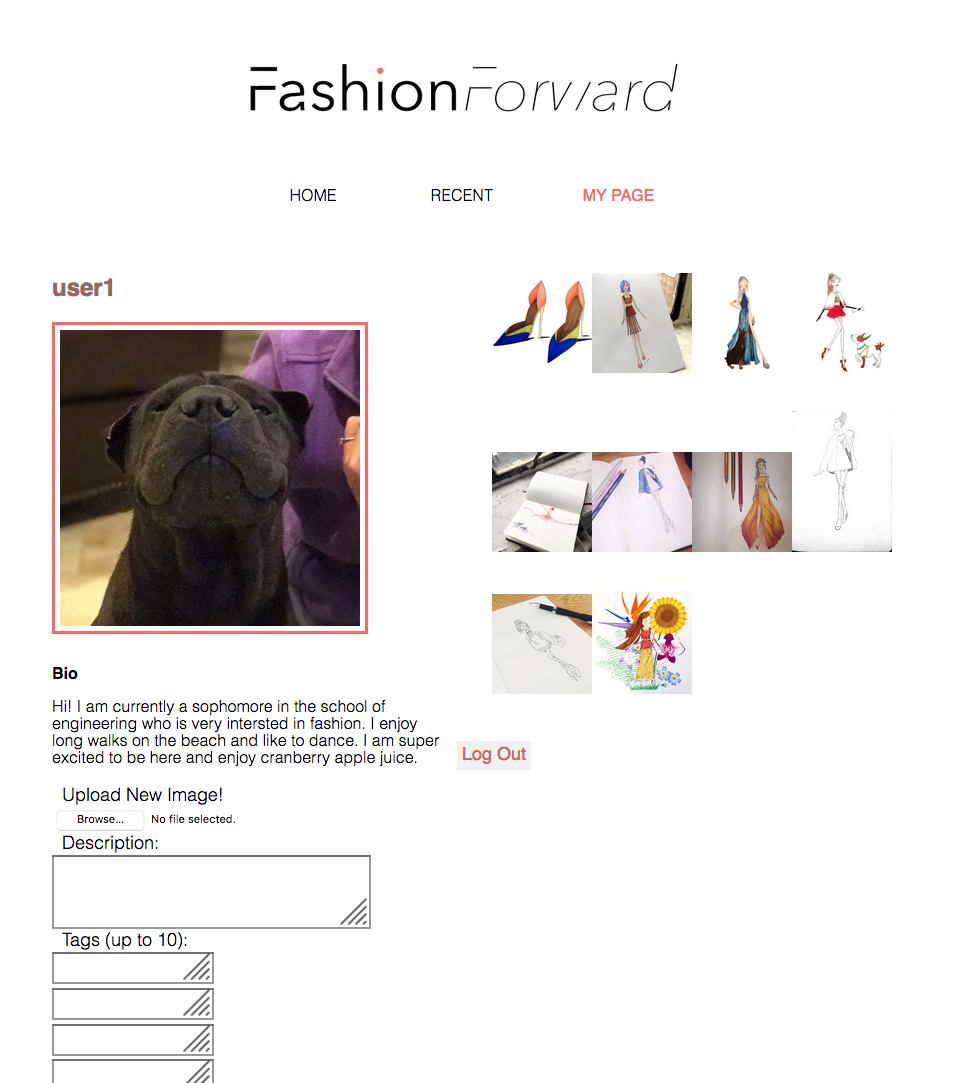 FashionForward
HOME
RECENT
MY PAGE
user1
Bio
Hi! I am currently a sophomore in the school of
engineering who is very intersted in fashion. I enjoy
long walks on the beach and like to dance. I am super
excited to be here and enjoy cranberry apple juice.
Log Out
Upload New Image!
Browse... No file selected.
Description:
Tags (up to 10):